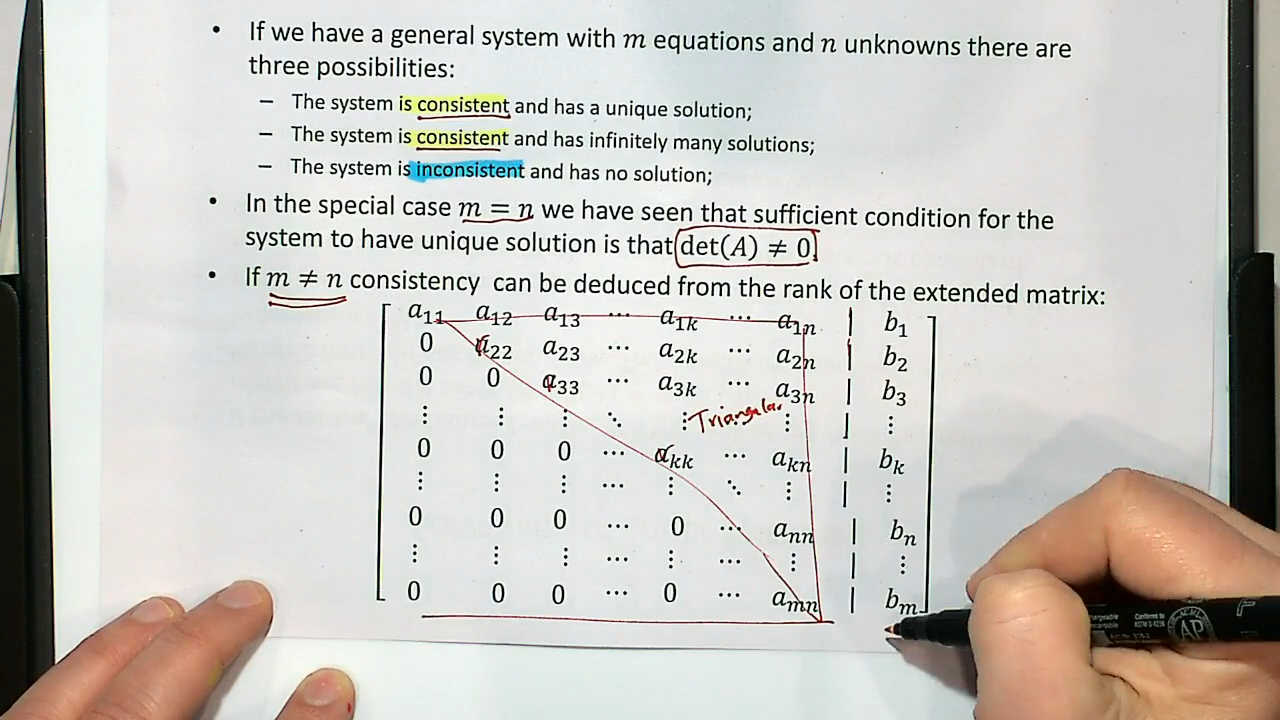 • If we have a general system with m equations and n unknowns there are
three possibilities:
– The system is consistent and has a unique solution;
– The system is consistent and has infinitely many solutions;
– The system is inconsistent and has no solution;
• In the special case m = n we have seen that sufficient condition for the
system to have unique solution is that det(A) ≠ 0.
• If m ≠ n consistency can be deduced from the rank of the extended matrix:
a₁₁ a₁₂ a₁₃ ⋯ a₁ₖ ⋯ a₁ₙ | b₁
0 a₂₂ a₂₃ ⋯ a₂ₖ ⋯ a₂ₙ | b₂
0 0 a₃₃ ⋯ a₃ₖ ⋯ a₃ₙ | b₃
⋮ ⋮ ⋮ ⋱ ⋮ Triangular ⋮ | ⋮
0 0 0 ⋯ aₖₖ ⋯ aₖₙ | bₖ
⋮ ⋮ ⋮ ⋯ ⋮ ⋱ ⋮ | ⋮
0 0 0 ⋯ 0 ⋯ aₙₙ | bₙ
⋮ ⋮ ⋮ ⋯ ⋮ ⋯ ⋮ | ⋮
0 0 0 ⋯ 0 ⋯ aₘₙ | bₘ
AP